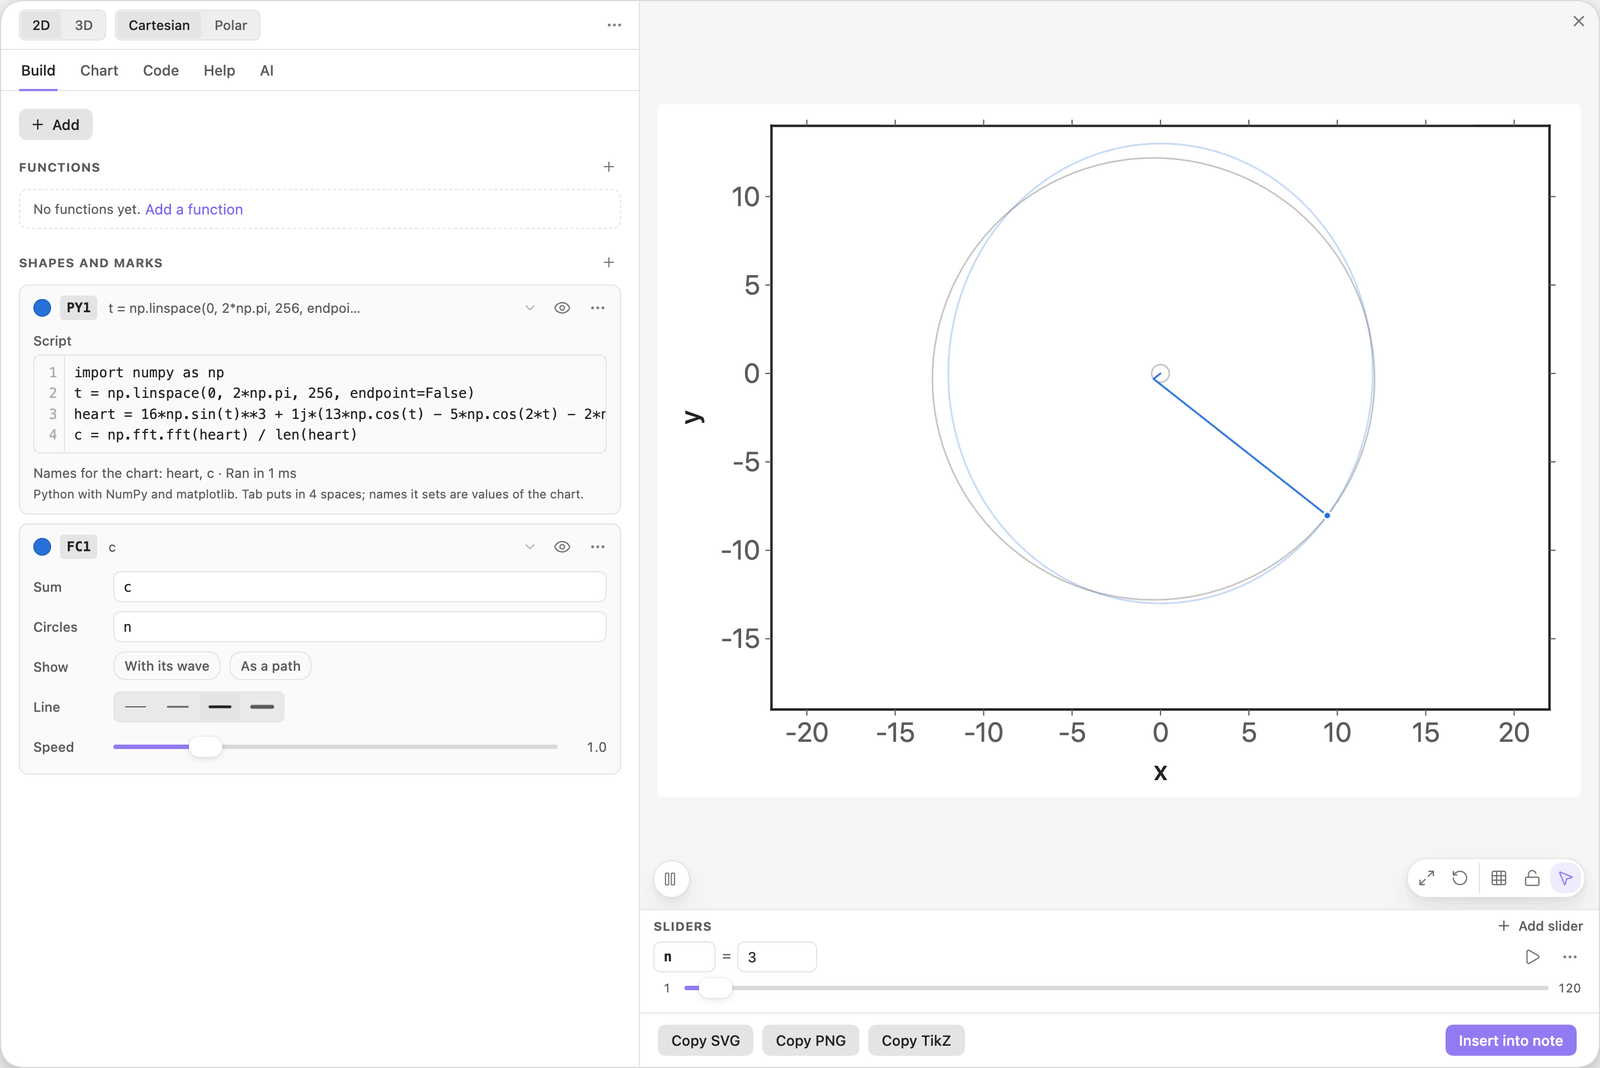 2D 3D Cartesian Polar
Build Chart Code Help AI
+ Add
FUNCTIONS
No functions yet. Add a function
SHAPES AND MARKS
PY1 t = np.linspace(0, 2*np.pi, 256, endpoi...
Script
1 import numpy as np
2 t = np.linspace(0, 2*np.pi, 256, endpoint=False)
3 heart = 16*np.sin(t)**3 + 1j*(13*np.cos(t) - 5*np.cos(2*t) - 2*
4 c = np.fft.fft(heart) / len(heart)
Names for the chart: heart, c · Ran in 1 ms
Python with NumPy and matplotlib. Tab puts in 4 spaces; names it sets are values of the chart.
FC1 c
Sum c
Circles n
Show With its wave As a path
Line
Speed 1.0
10
5
0
-5
-10
-15
y
-20 -15 -10 -5 0 5 10 15 20
x
SLIDERS + Add slider
n = 3
1 120
Copy SVG Copy PNG Copy TikZ Insert into note